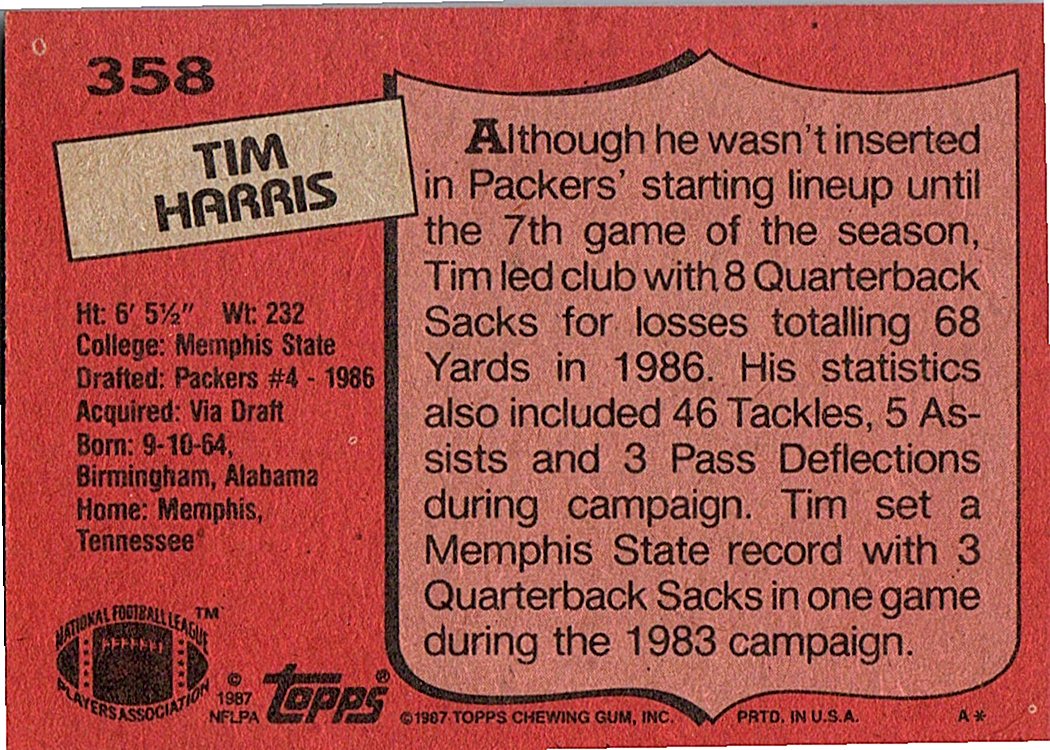 358
TIM
HARRIS
Ht: 6' 5½" Wt: 232
College: Memphis State
Drafted: Packers #4 - 1986
Acquired: Via Draft
Born: 9-10-64,
Birmingham, Alabama
Home: Memphis,
Tennessee
Although he wasn't inserted
in Packers' starting lineup until
the 7th game of the season,
Tim led club with 8 Quarterback
Sacks for losses totalling 68
Yards in 1986. His statistics
also included 46 Tackles, 5 As-
sists and 3 Pass Deflections
during campaign. Tim set a
Memphis State record with 3
Quarterback Sacks in one game
during the 1983 campaign.
NATIONAL FOOTBALL LEAGUE ™
PLAYERS ASSOCIATION
©
1987
NFLPA
TOPPS®
©1987 TOPPS CHEWING GUM, INC. PRTD. IN U.S.A. A*